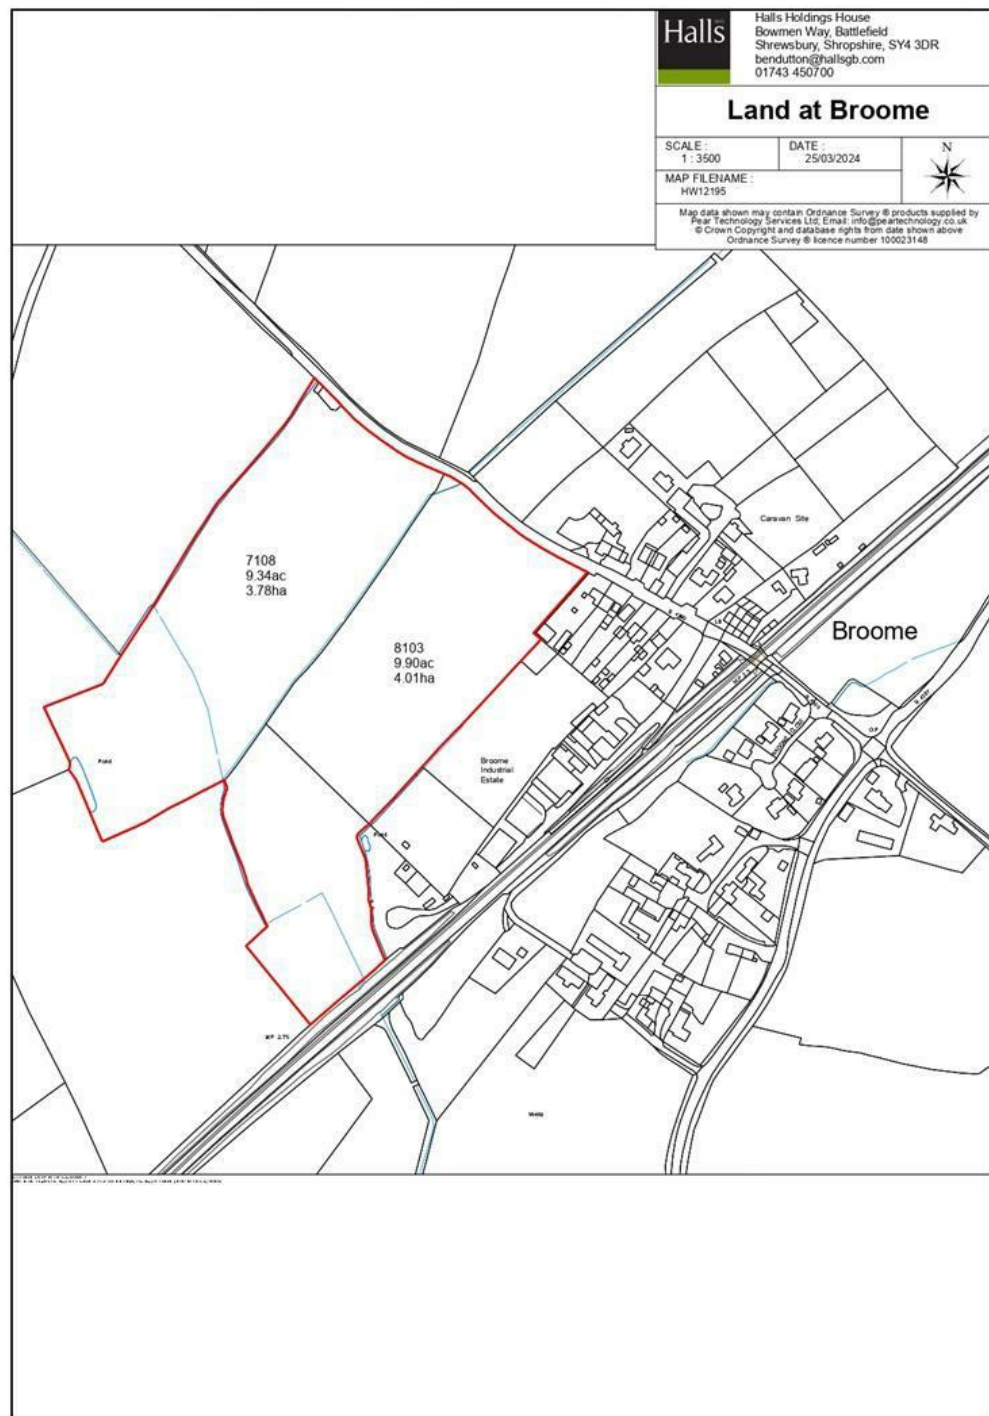 Halls
Halls Holdings House
Bowmen Way, Battlefield
Shrewsbury, Shropshire, SY4 3DR
bendutton@hallsgb.com
01743 450700
Land at Broome
SCALE :
1 : 3500
DATE :
25/03/2024
N
MAP FILENAME :
HW12195
Map data shown may contain Ordnance Survey ® products supplied by
Pear Technology Services Ltd; Email: info@peartechnology.co.uk
© Crown Copyright and database rights from date shown above
Ordnance Survey ® licence number 100023148
Caravan Site
7108
9.34ac
3.78ha
8103
9.90ac
4.01ha
LB
Broome
Pond
Broome
Industrial
Estate
Pond